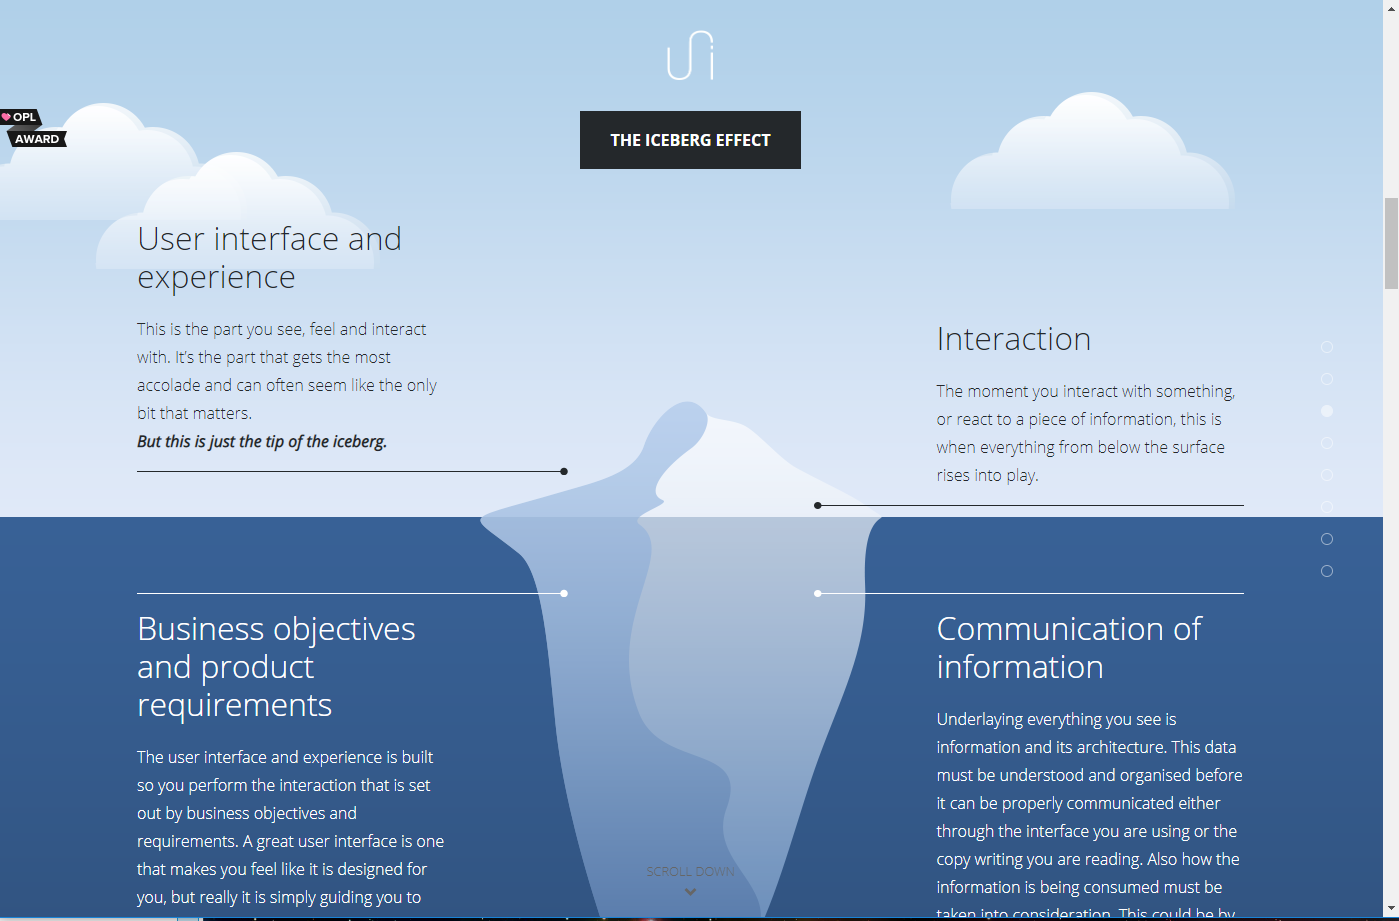 OPL
AWARD
THE ICEBERG EFFECT
User interface and
experience
This is the part you see, feel and interact
with. It’s the part that gets the most
accolade and can often seem like the only
bit that matters.
But this is just the tip of the iceberg.
Interaction
The moment you interact with something,
or react to a piece of information, this is
when everything from below the surface
rises into play.
Business objectives
and product
requirements
The user interface and experience is built
so you perform the interaction that is set
out by business objectives and
requirements. A great user interface is one
that makes you feel like it is designed for
you, but really it is simply guiding you to
Communication of
information
Underlaying everything you see is
information and its architecture. This data
must be understood and organised before
it can be properly communicated either
through the interface you are using or the
copy writing you are reading. Also how the
information is being consumed must be
taken into consideration. This could be by
SCROLL DOWN